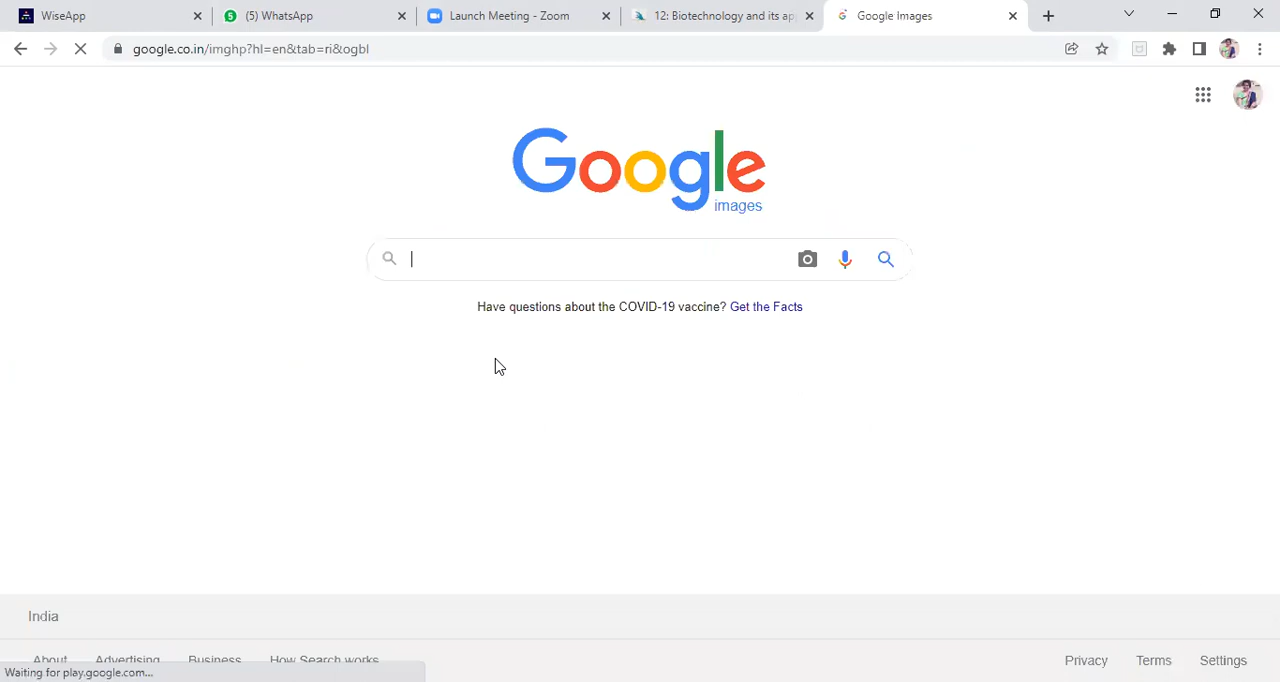 WiseApp
(5) WhatsApp
Launch Meeting - Zoom
12: Biotechnology and its ap
Google Images
google.co.in/imghp?hl=en&tab=ri&ogbl
Google
images
Have questions about the COVID-19 vaccine? Get the Facts
India
About Advertising Business How Search works
Privacy Terms Settings
Waiting for play.google.com...